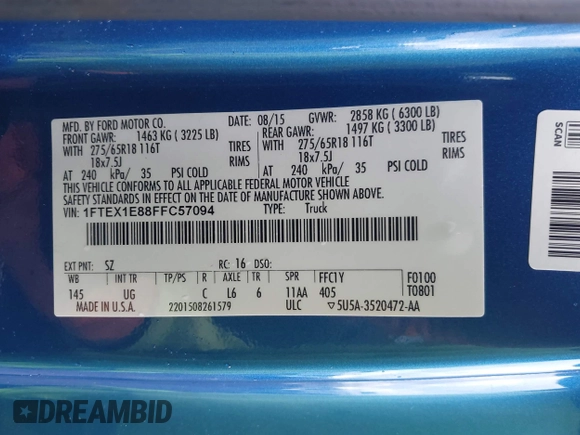 MFD. BY FORD MOTOR CO.
DATE: 08/15
GVWR: 2858 KG ( 6300 LB)
FRONT GAWR: 1463 KG ( 3225 LB)
REAR GAWR: 1497 KG ( 3300 LB)
WITH 275/65R18 116T TIRES
WITH 275/65R18 116T TIRES
18x7.5J RIMS
18x7.5J RIMS
AT 240 kPa/ 35 PSI COLD
AT 240 kPa/ 35 PSI COLD
THIS VEHICLE CONFORMS TO ALL APPLICABLE FEDERAL MOTOR VEHICLE
SAFETY STANDARDS IN EFFECT ON THE DATE OF MANUFACTURE SHOWN ABOVE.
VIN: 1FTEX1E88FFC57094
TYPE: Truck
EXT PNT: SZ RC: 16 DSO:
WB INT TR TP/PS R AXLE TR SPR FFC1Y F0100
145 UG C L6 6 11AA 405 T0801
MADE IN U.S.A. 2201508261579 ULC ▽5U5A-3520472-AA
SCAN
DREAMBID